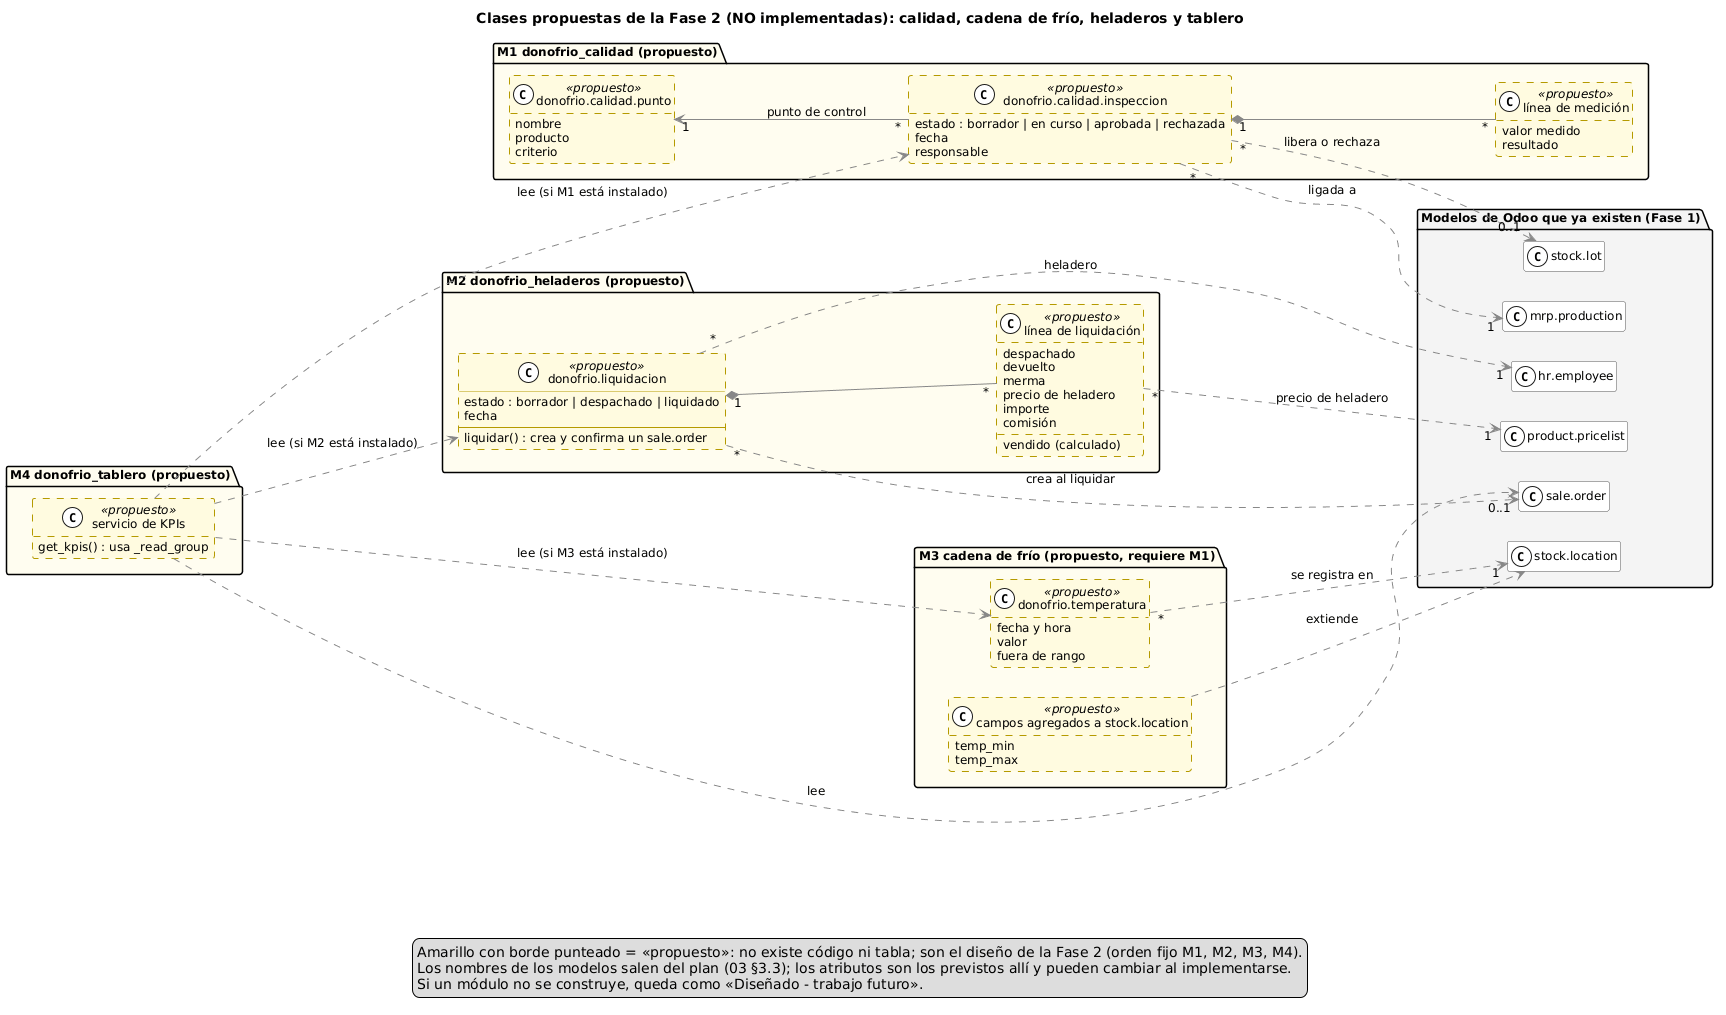 Clases propuestas de la Fase 2 (NO implementadas): calidad, cadena de frío, heladeros y tablero
M1 donofrio_calidad (propuesto)
C
«propuesto»
donofrio.calidad.punto
nombre
producto
criterio
1
punto de control
*
C
«propuesto»
donofrio.calidad.inspeccion
estado : borrador | en curso | aprobada | rechazada
fecha
responsable
1
*
C
«propuesto»
línea de medición
valor medido
resultado
*
libera o rechaza
0..1
*
ligada a
1
lee (si M1 está instalado)
Modelos de Odoo que ya existen (Fase 1)
C stock.lot
C mrp.production
C hr.employee
C product.pricelist
C sale.order
C stock.location
M2 donofrio_heladeros (propuesto)
C
«propuesto»
donofrio.liquidacion
estado : borrador | despachado | liquidado
fecha
liquidar() : crea y confirma un sale.order
1
*
C
«propuesto»
línea de liquidación
despachado
devuelto
merma
precio de heladero
importe
comisión
vendido (calculado)
*
heladero
1
*
precio de heladero
1
*
crea al liquidar
0..1
lee (si M2 está instalado)
M4 donofrio_tablero (propuesto)
C
«propuesto»
servicio de KPIs
get_kpis() : usa _read_group
lee (si M3 está instalado)
M3 cadena de frío (propuesto, requiere M1)
C
«propuesto»
donofrio.temperatura
fecha y hora
valor
fuera de rango
*
se registra en
1
C
«propuesto»
campos agregados a stock.location
temp_min
temp_max
extiende
lee
Amarillo con borde punteado = «propuesto»: no existe código ni tabla; son el diseño de la Fase 2 (orden fijo M1, M2, M3, M4).
Los nombres de los modelos salen del plan (03 §3.3); los atributos son los previstos allí y pueden cambiar al implementarse.
Si un módulo no se construye, queda como «Diseñado - trabajo futuro».